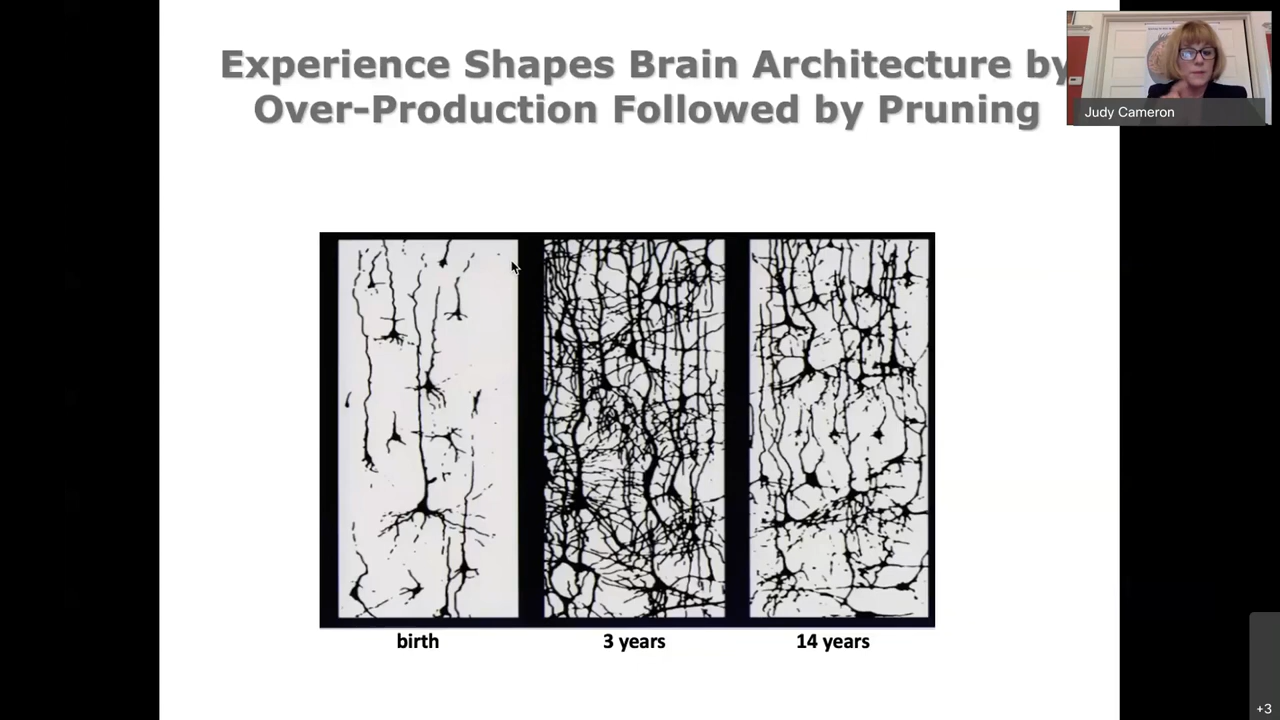 Experience Shapes Brain Architecture by
Over-Production Followed by Pruning
Judy Cameron
birth
3 years
14 years
+3